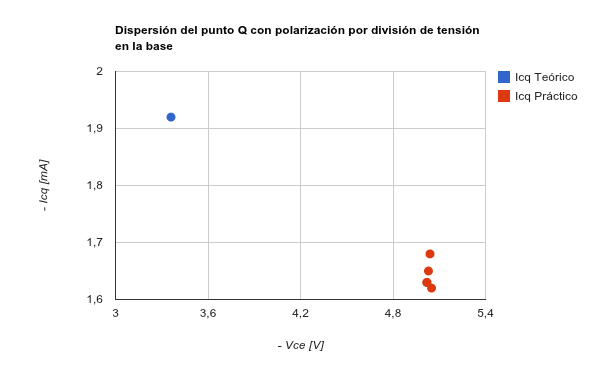 Dispersión del punto Q con polarización por división de tensión
en la base
2
1,9
1,8
1,7
1,6
- Icq [mA]
3
3,6
4,2
4,8
5,4
- Vce [V]
Icq Teórico
Icq Práctico